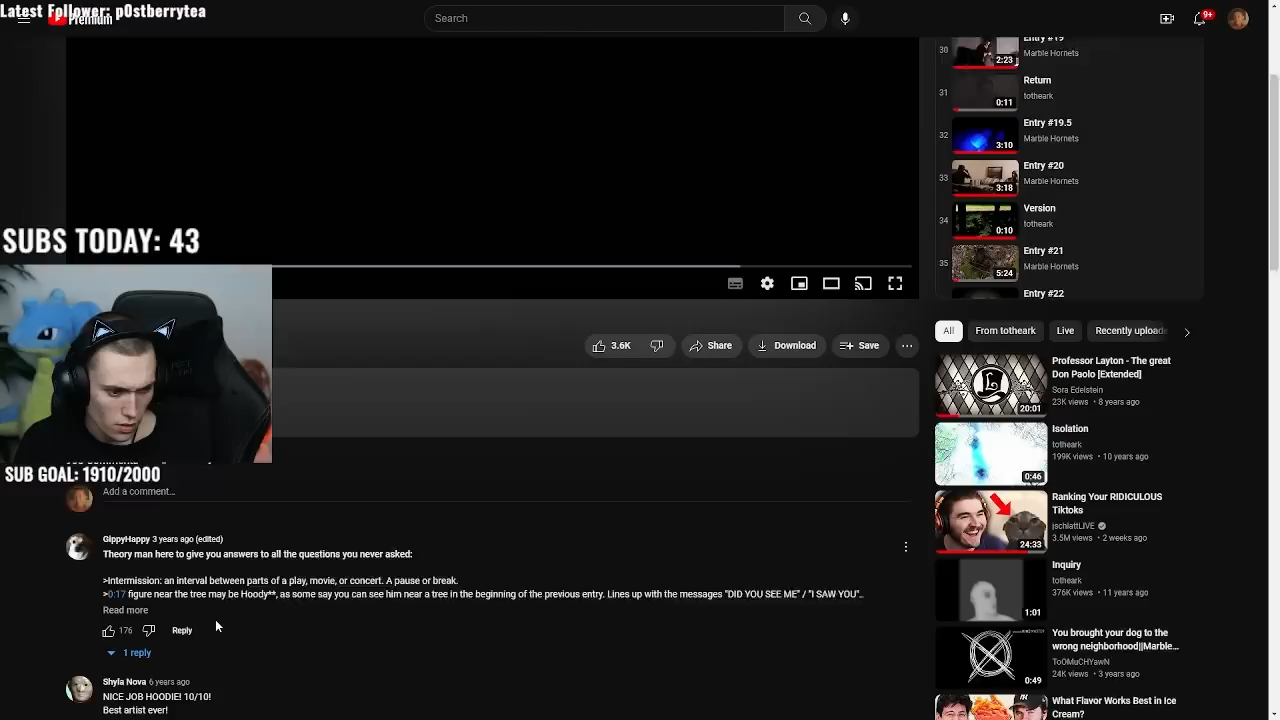 Latest Follower: p0stberrytea
Premium
Search
9+
30
Entry #19
Marble Hornets
2:23
31
Return
totheark
0:11
32
Entry #19.5
Marble Hornets
3:10
33
Entry #20
Marble Hornets
3:18
34
Version
totheark
0:10
35
Entry #21
Marble Hornets
5:24
Entry #22
SUBS TODAY: 43
3.6K
Share
Download
Save
All
From totheark
Live
Recently uploade
Professor Layton - The great
Don Paolo [Extended]
Sora Edelstein
23K views • 8 years ago
20:01
Isolation
totheark
199K views • 10 years ago
0:46
Ranking Your RIDICULOUS
Tiktoks
jschlattLIVE
3.5M views • 2 weeks ago
24:33
Inquiry
totheark
376K views • 11 years ago
1:01
You brought your dog to the
wrong neighborhood||Marble...
ToOMuCHYawN
24K views • 3 years ago
0:49
What Flavor Works Best in Ice
Cream?
SUB GOAL: 1910/2000
Add a comment...
GippyHappy 3 years ago (edited)
Theory man here to give you answers to all the questions you never asked:
>Intermission: an interval between parts of a play, movie, or concert. A pause or break.
>0:17 figure near the tree may be Hoody**, as some say you can see him near a tree in the beginning of the previous entry. Lines up with the messages "DID YOU SEE ME" / "I SAW YOU"...
Read more
176
Reply
1 reply
Shyla Nova 6 years ago
NICE JOB HOODIE! 10/10!
Best artist ever!